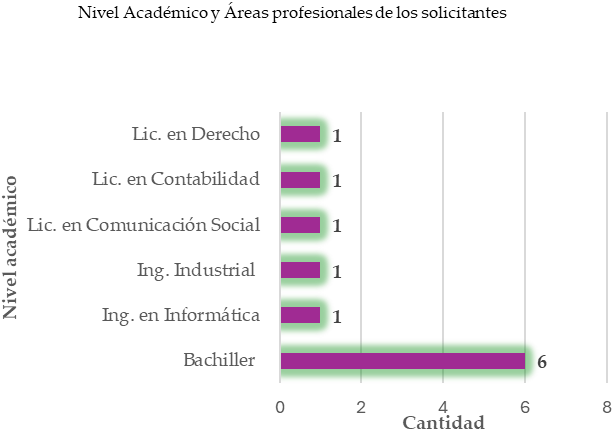 Nivel Académico y Áreas profesionales de los solicitantes
Lic. en Derecho 1
Lic. en Contabilidad 1
Lic. en Comunicación Social 1
Ing. Industrial 1
Ing. en Informática 1
Bachiller 6
Nivel académico
0 2 4 6 8
Cantidad